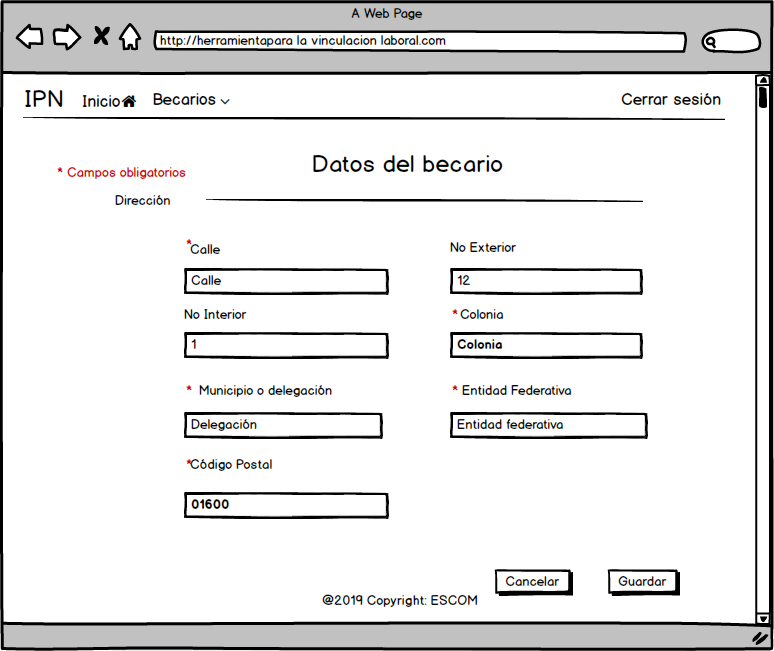 A Web Page
http://herramientapara la vinculacion laboral.com
IPN Inicio Becarios Cerrar sesión
Datos del becario
* Campos obligatorios
Dirección
*Calle No Exterior
Calle 12
No Interior * Colonia
1 Colonia
* Municipio o delegación * Entidad Federativa
Delegación Entidad federativa
*Código Postal
01600
Cancelar Guardar
@2019 Copyright: ESCOM